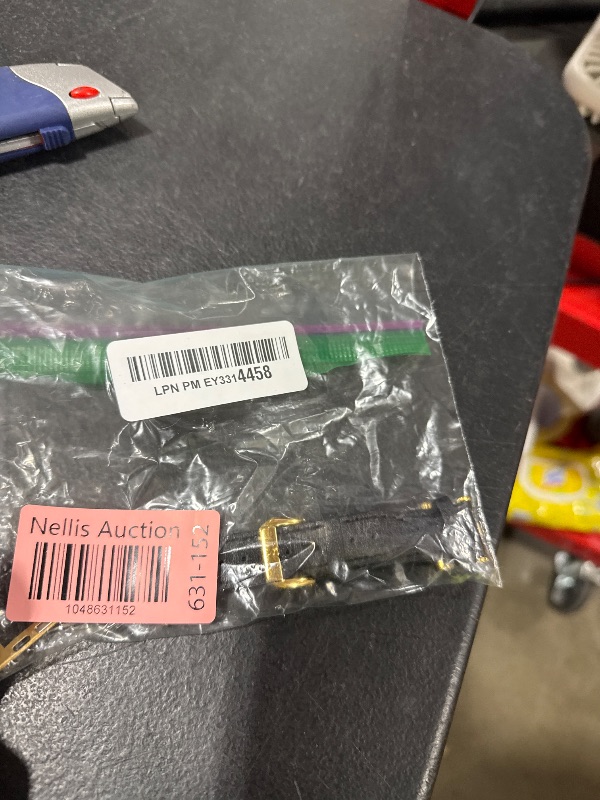 LPN PM EY3314458
Nellis Auction
1048631152
631-152